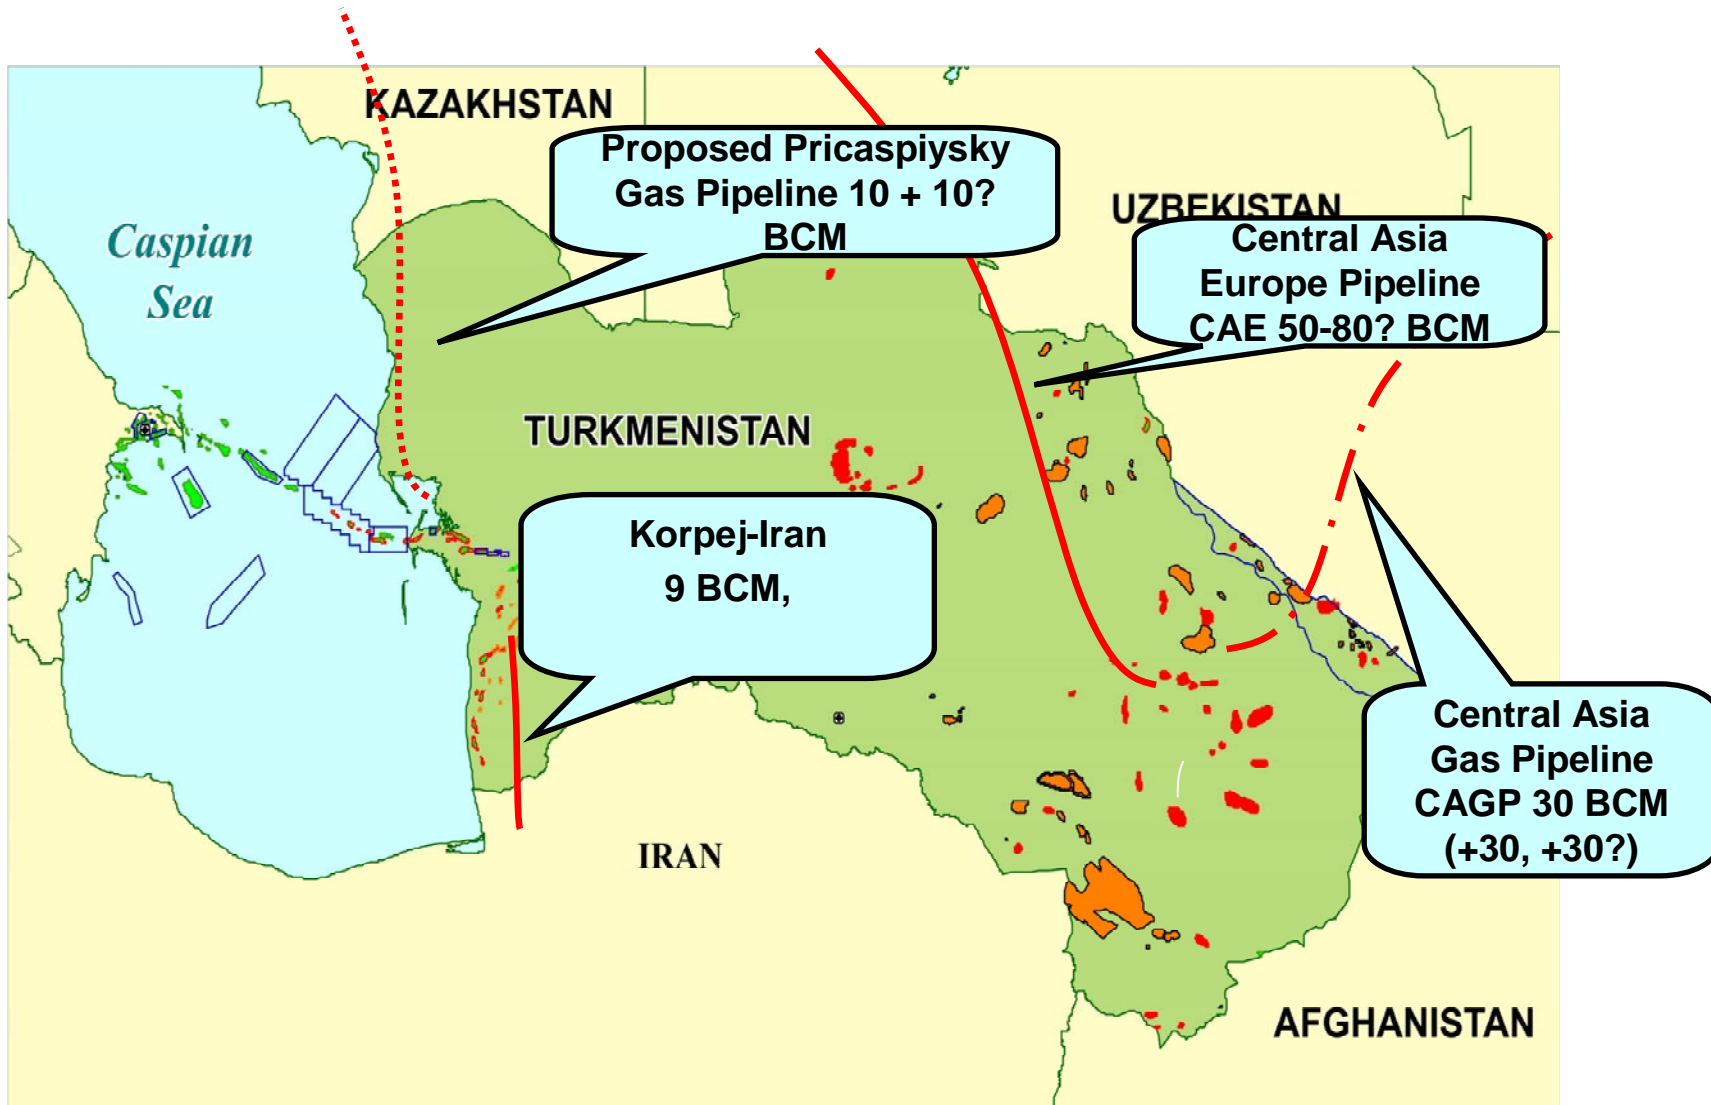 KAZAKHSTAN
Proposed Pricaspiysky
Gas Pipeline 10 + 10?
BCM
UZBEKISTAN
Central Asia
Europe Pipeline
CAE 50-80? BCM
Caspian
Sea
TURKMENISTAN
Korpej-Iran
9 BCM,
Central Asia
Gas Pipeline
CAGP 30 BCM
(+30, +30?)
IRAN
AFGHANISTAN